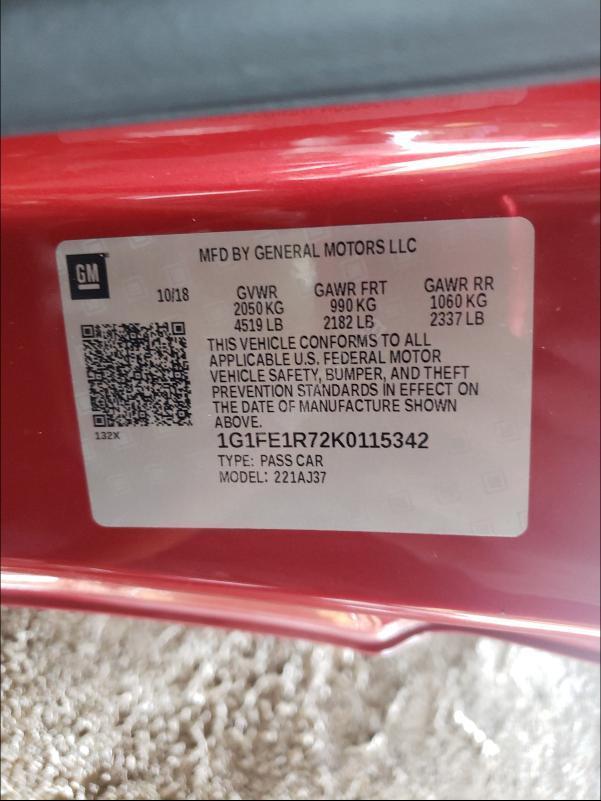 MFD BY GENERAL MOTORS LLC
GM
10/18
GVWR GAWR FRT GAWR RR
2050 KG 990 KG 1060 KG
4519 LB 2182 LB 2337 LB
THIS VEHICLE CONFORMS TO ALL
APPLICABLE U.S. FEDERAL MOTOR
VEHICLE SAFETY, BUMPER, AND THEFT
PREVENTION STANDARDS IN EFFECT ON
THE DATE OF MANUFACTURE SHOWN
ABOVE.
132X
1G1FE1R72K0115342
TYPE: PASS CAR
MODEL: 221AJ37